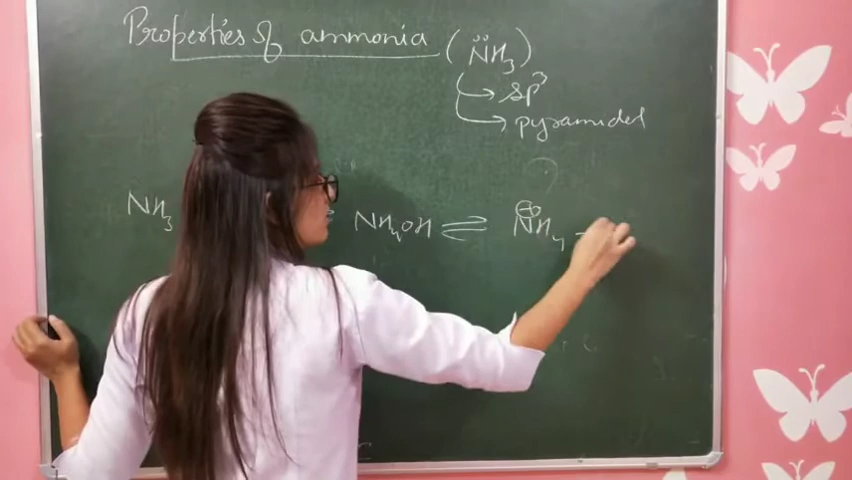 Properties of ammonia (N̈H₃)
sp³
pyramidel
NH₃ NH₄OH ⇌ N⊕H₄ -